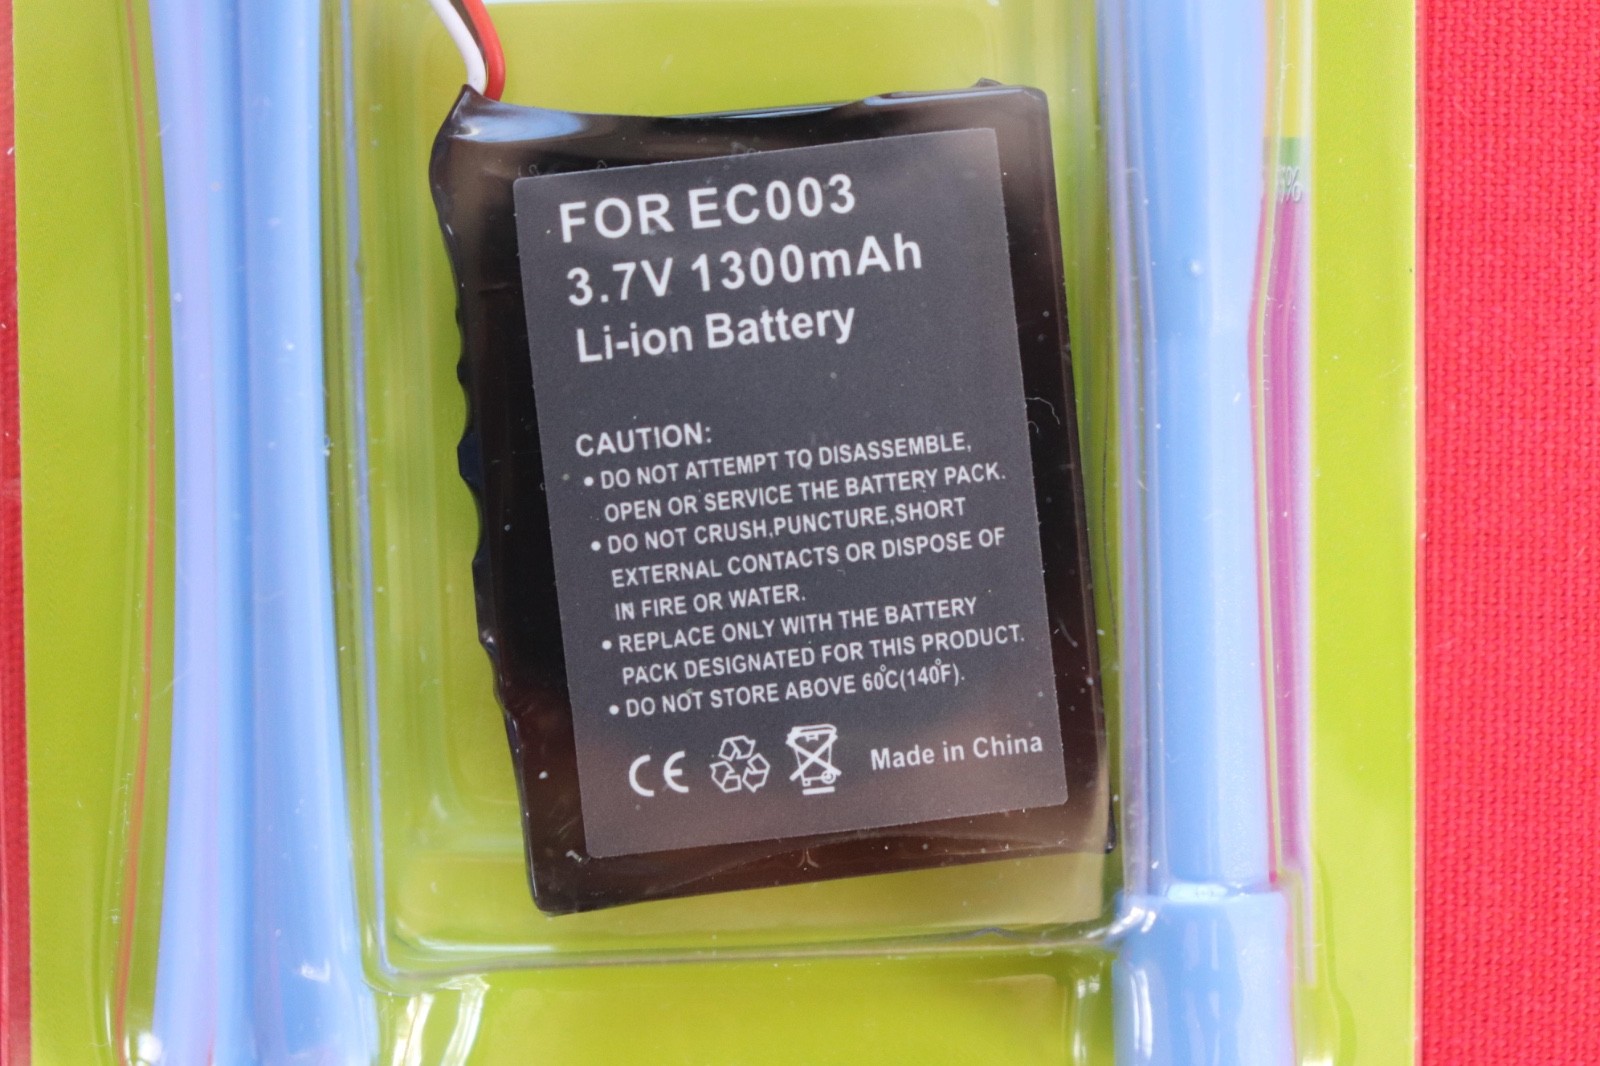 FOR EC003
3.7V 1300mAh
Li-ion Battery
CAUTION:
• DO NOT ATTEMPT TO DISASSEMBLE,
OPEN OR SERVICE THE BATTERY PACK.
• DO NOT CRUSH,PUNCTURE,SHORT
EXTERNAL CONTACTS OR DISPOSE OF
IN FIRE OR WATER.
• REPLACE ONLY WITH THE BATTERY
PACK DESIGNATED FOR THIS PRODUCT.
• DO NOT STORE ABOVE 60°C(140°F).
CE Made in China